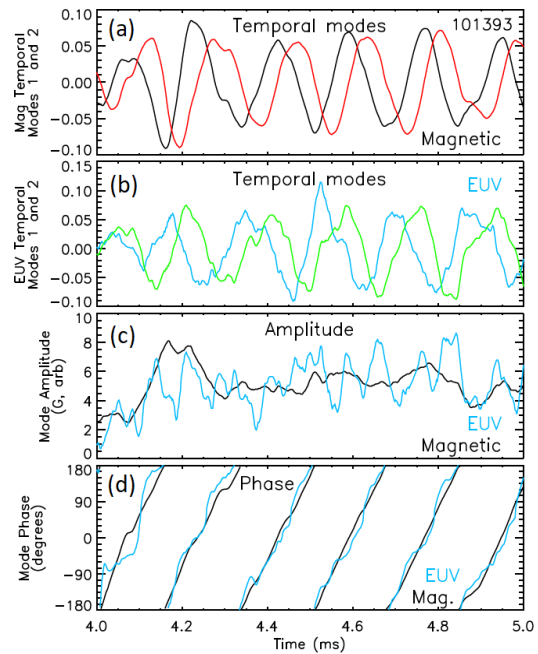 (a) Temporal modes 101393
Mag Temporal
Modes 1 and 2
0.10
0.05
0.00
−0.05
−0.10
Magnetic
(b) Temporal modes EUV
EUV Temporal
Modes 1 and 2
0.15
0.10
0.05
0.00
−0.05
−0.10
(c) Amplitude
Mode Amplitude
(G, arb)
10
8
6
4
2
0
EUV
Magnetic
(d) Phase
Mode Phase
(degrees)
180
90
0
−90
−180
EUV
Mag.
4.0 4.2 4.4 4.6 4.8 5.0
Time (ms)